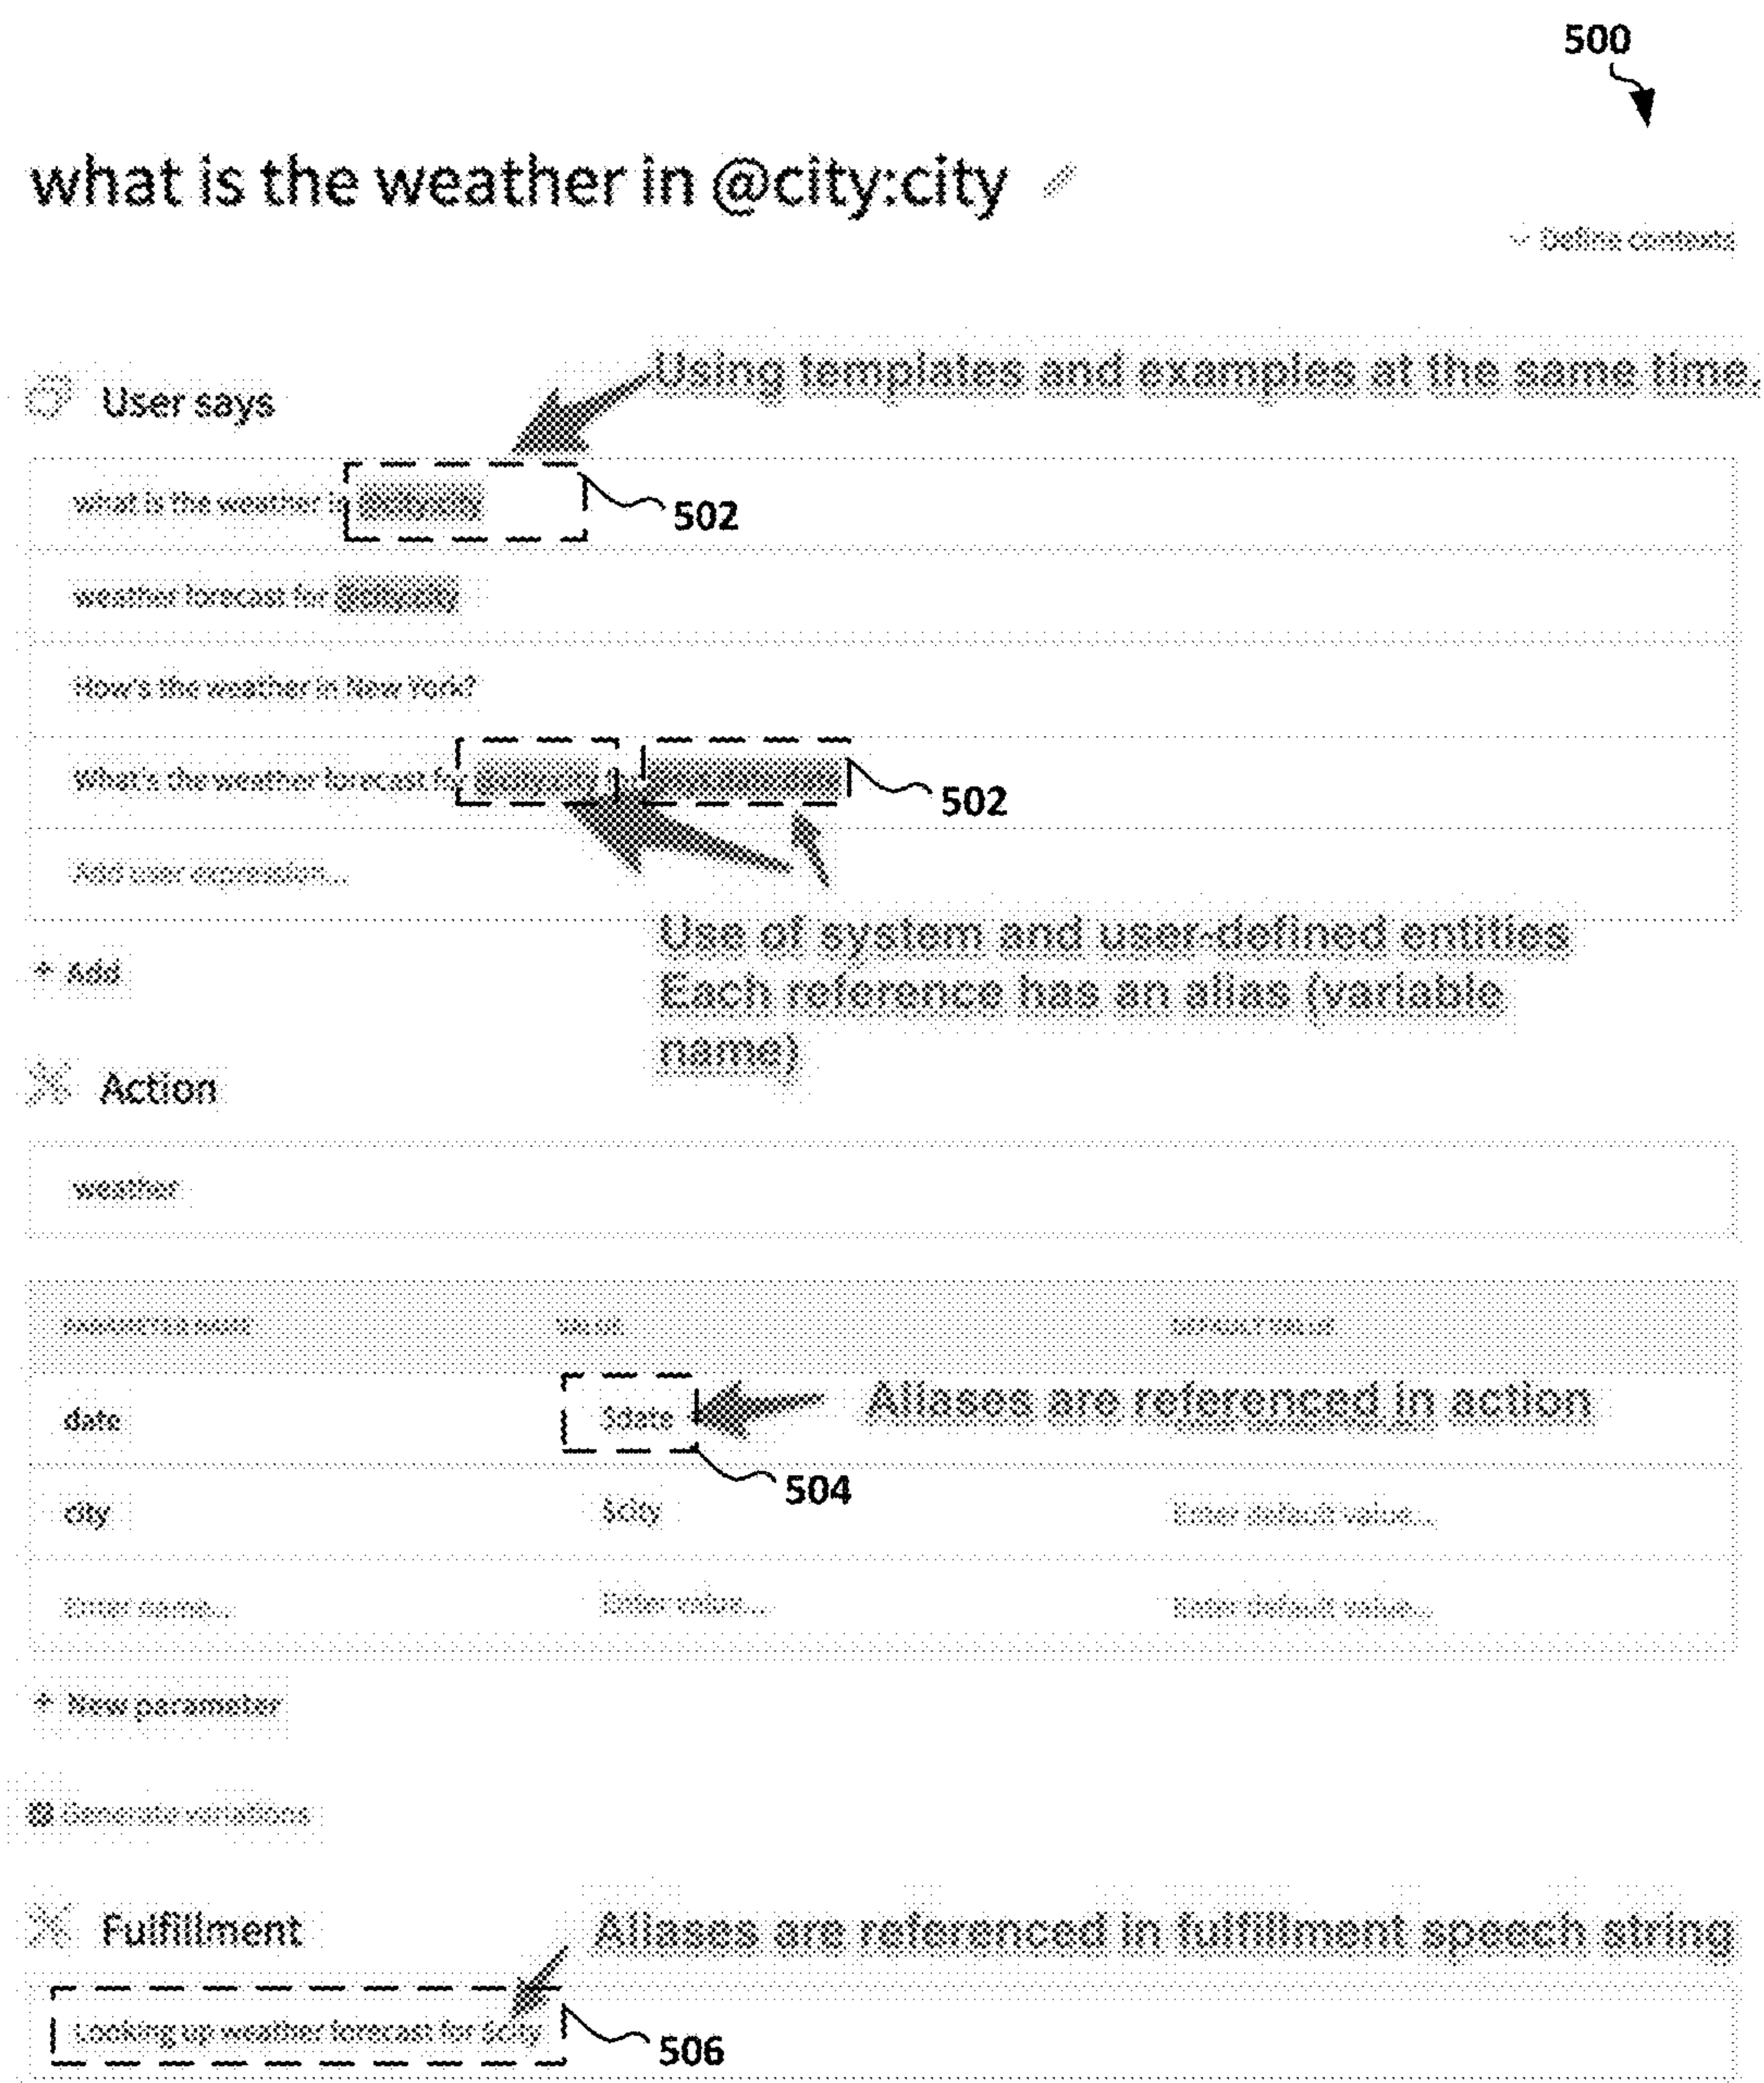 500
what is the weather in @city:city
Define contexts
Using templates and examples at the same time.
User says
what is the weather i
502
weather forecast for
How's the weather in New York?
What's the weather forecast for
502
Add user expression...
Use of system and user-defined entities
Each reference has an alias (variable
name)
+ Add
Action
weather
PARAMETER NAME VALUE DEFAULT VALUE
date $date Aliases are referenced in action
504
city $city Enter default value...
Enter name... Enter value... Enter default value...
+ New parameter
Generate variations
Fulfillment
Aliases are referenced in fulfillment speech string
Looking up weather forecast for $city
506